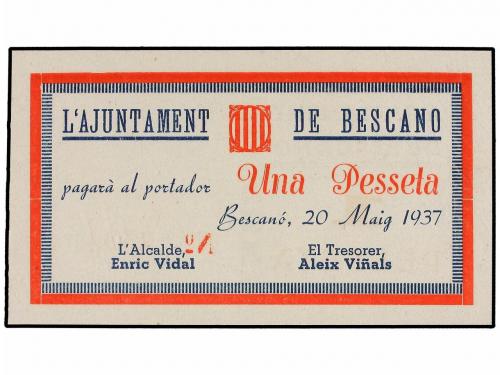 L'AJUNTAMENT DE BESCANO
pagarà al portador Una Pesseta
Bescanó, 20 Maig 1937
L'Alcalde, El Tresorer,
Enric Vidal Aleix Viñals